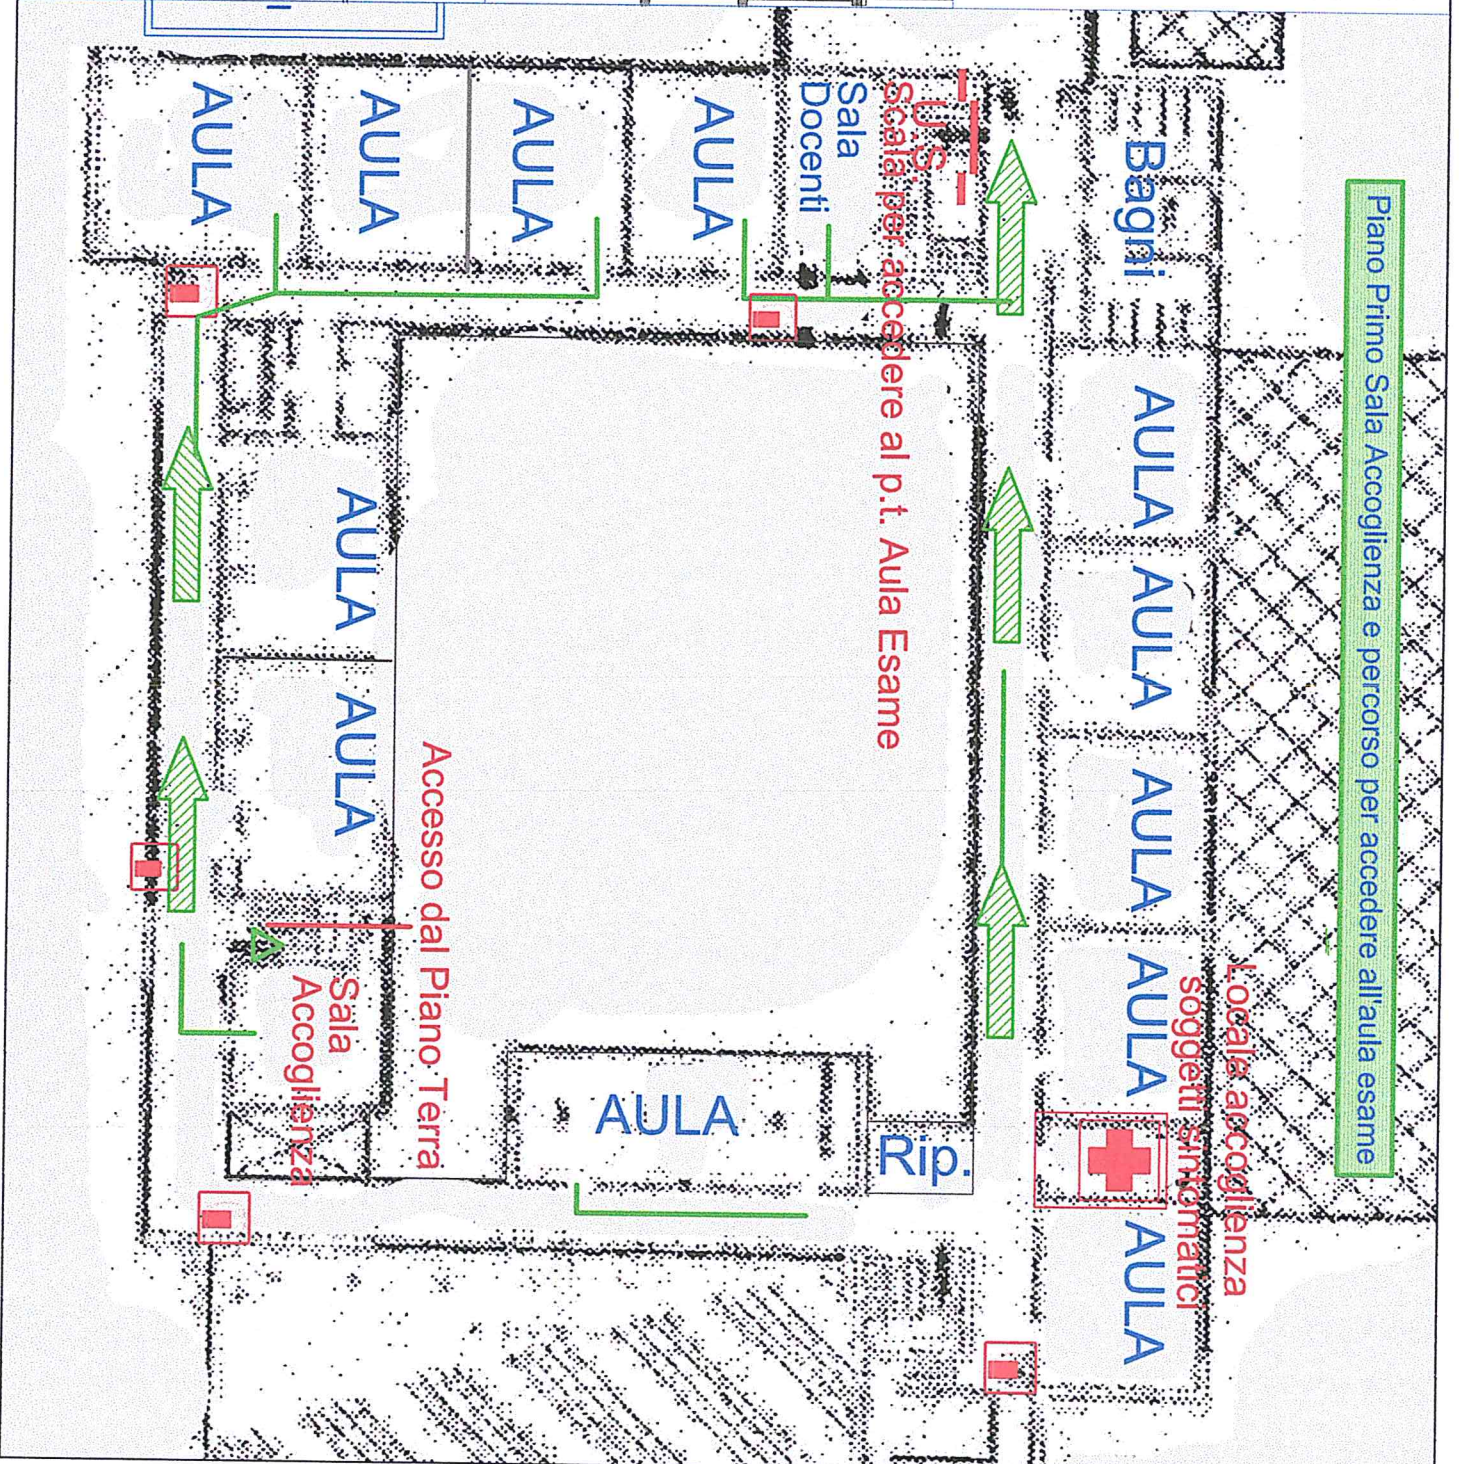 Piano Primo Sala Accoglienza e percorso per accedere all'aula esame
Locale accoglienza
soggetti sintomatici
Bagni
AULA
AULA
AULA
AULA
AULA
U.S.
Scala per accedere al p.t. Aula Esame
Sala
Docenti
AULA
AULA
AULA
AULA
Rip.
AULA
Accesso dal Piano Terra
AULA
AULA
Sala
Accoglienza